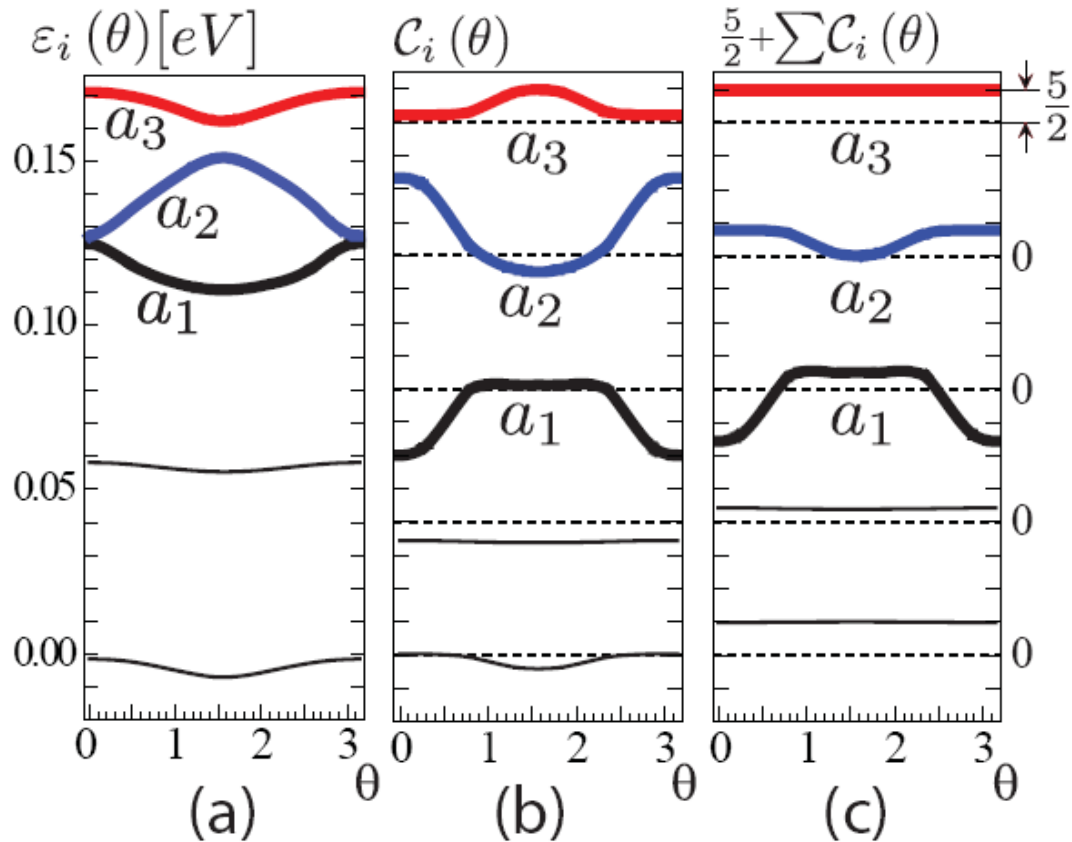 εᵢ (θ) [eV] 𝒞ᵢ (θ) 5/2+∑𝒞ᵢ (θ)
a₃ a₃ a₃ 5/2
0.15
a₂ a₂ a₂ 0
a₁ a₁ a₁ 0
0.10
0.05 0
0.00 0
0 1 2 3 0 1 2 3 0 1 2 3
θ θ θ
(a) (b) (c)